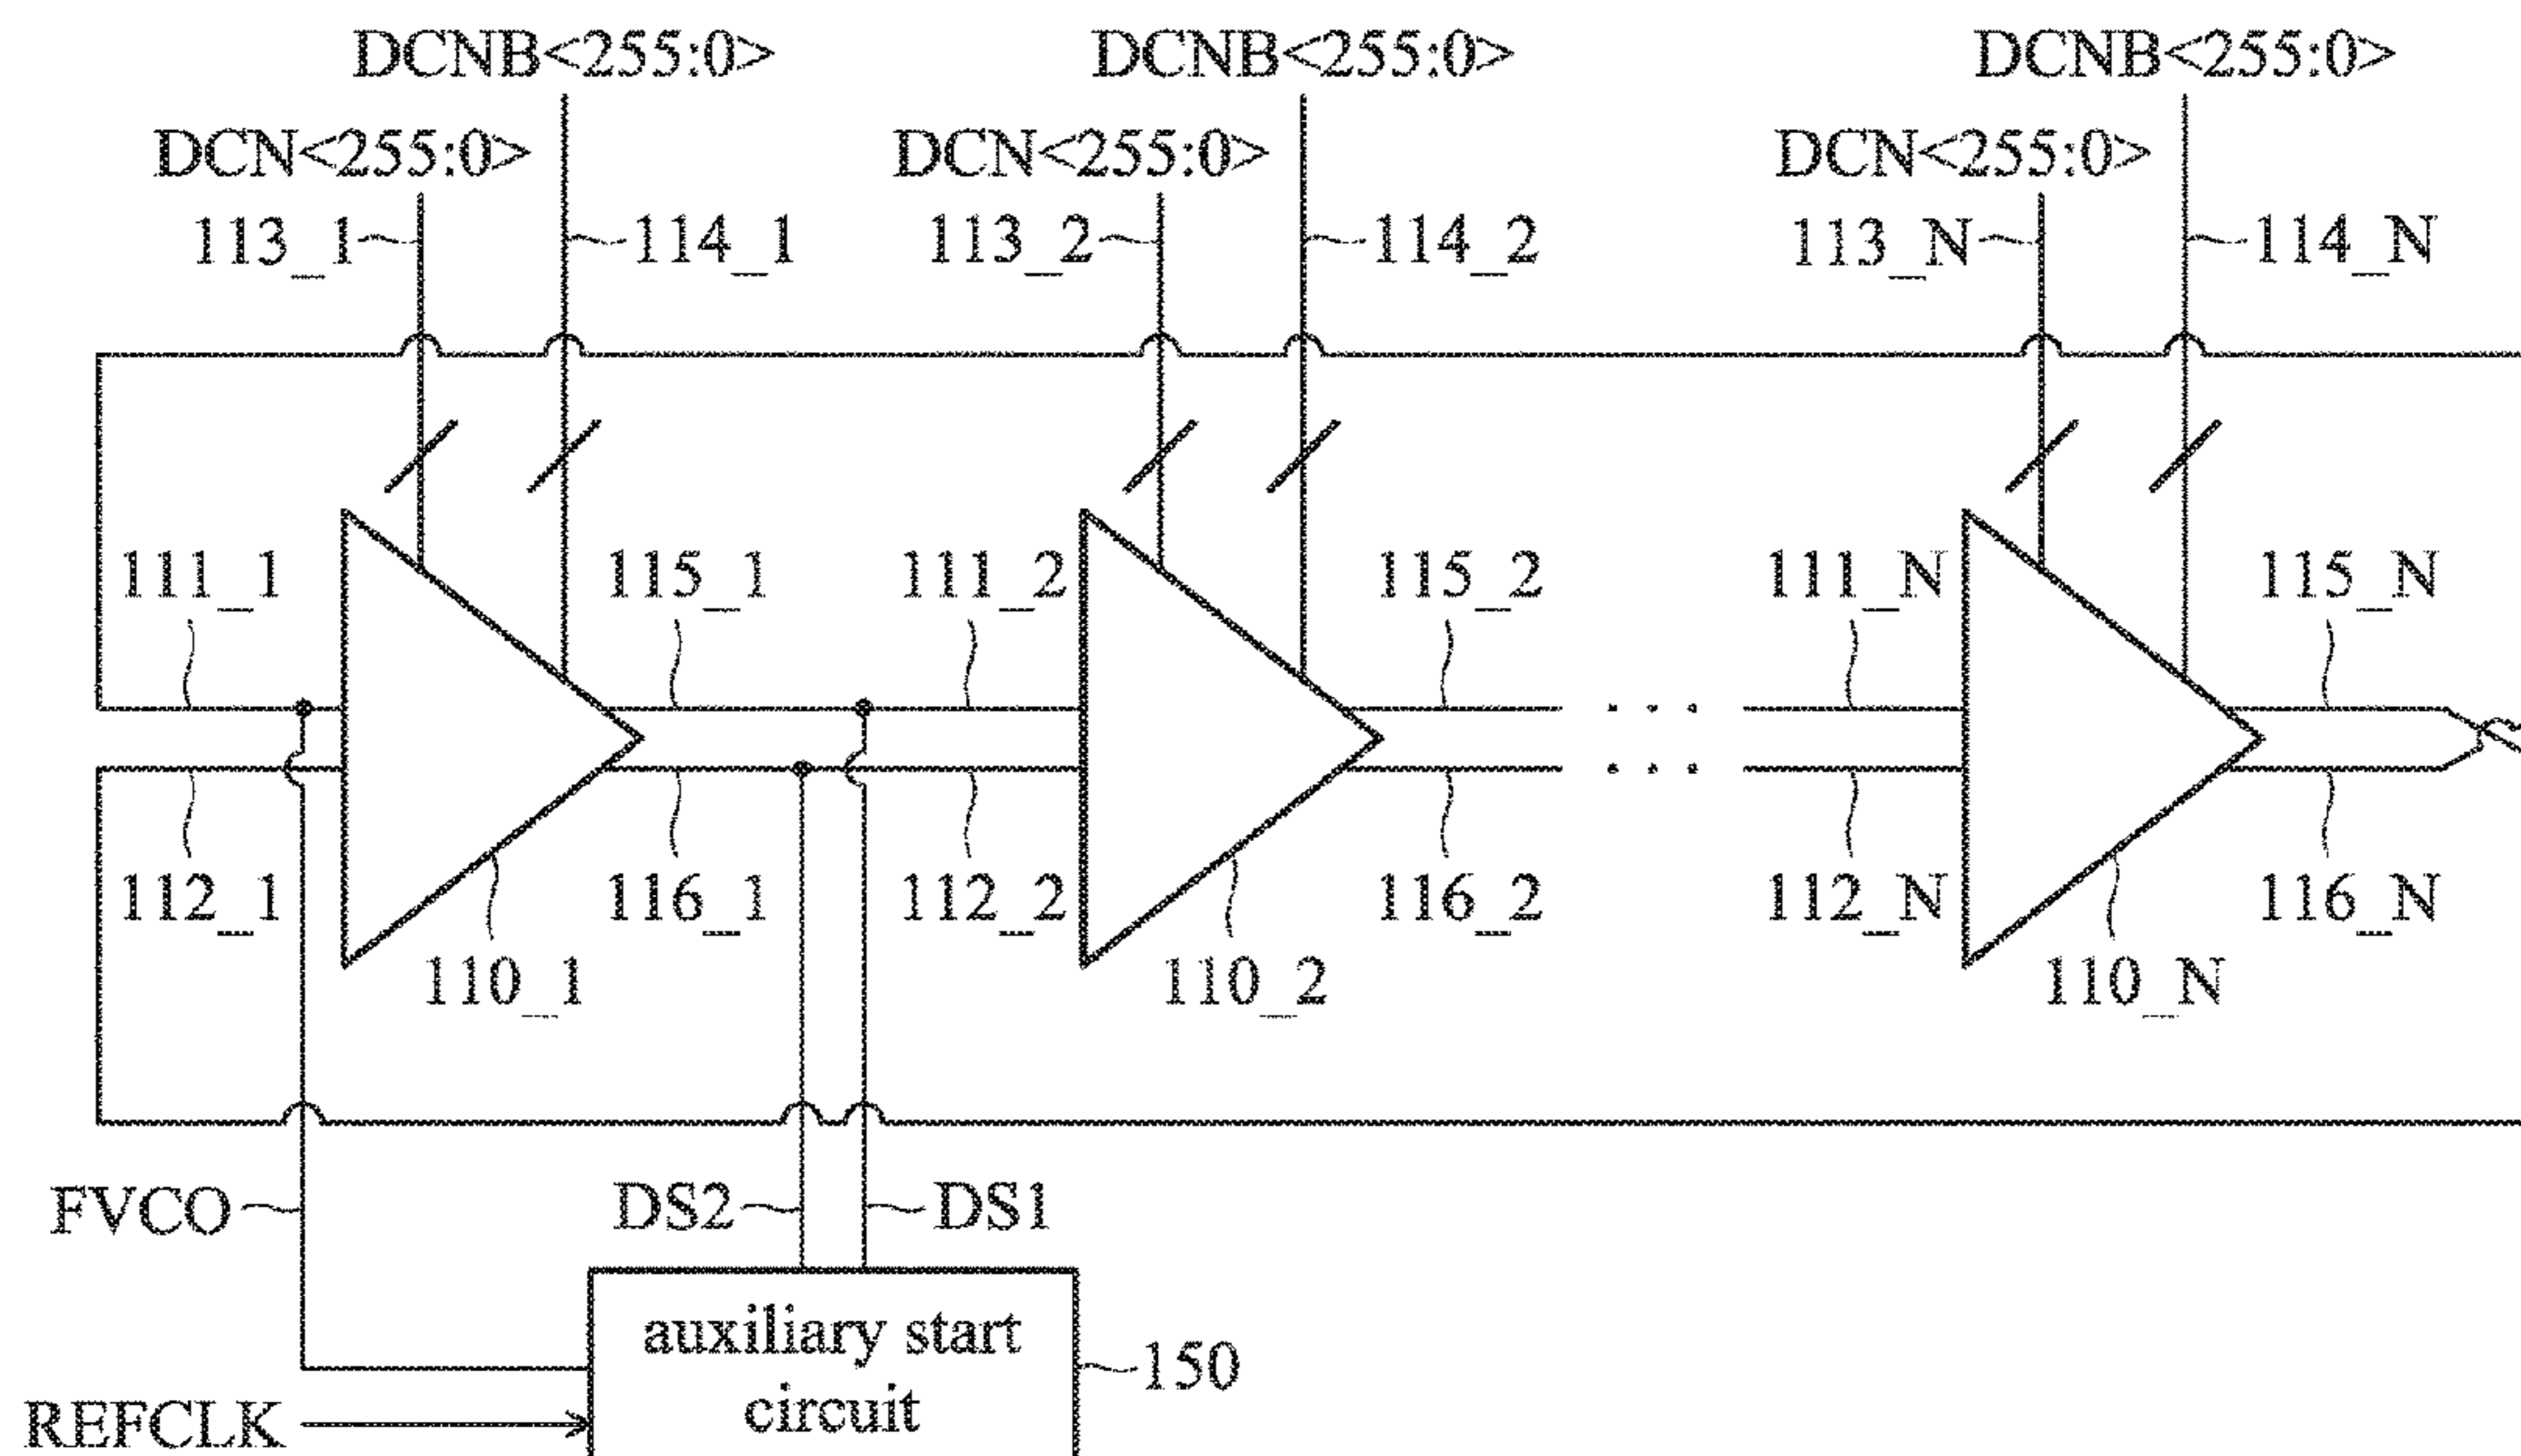 DCNB<255:0> DCNB<255:0> DCNB<255:0>
DCN<255:0> DCN<255:0> DCN<255:0>
113_1 114_1 113_2 114_2 113_N 114_N
111_1 115_1 111_2 115_2 111_N 115_N
112_1 116_1 112_2 116_2 112_N 116_N
110_1 110_2 110_N
FVCO DS2 DS1
auxiliary start
circuit
150
REFCLK